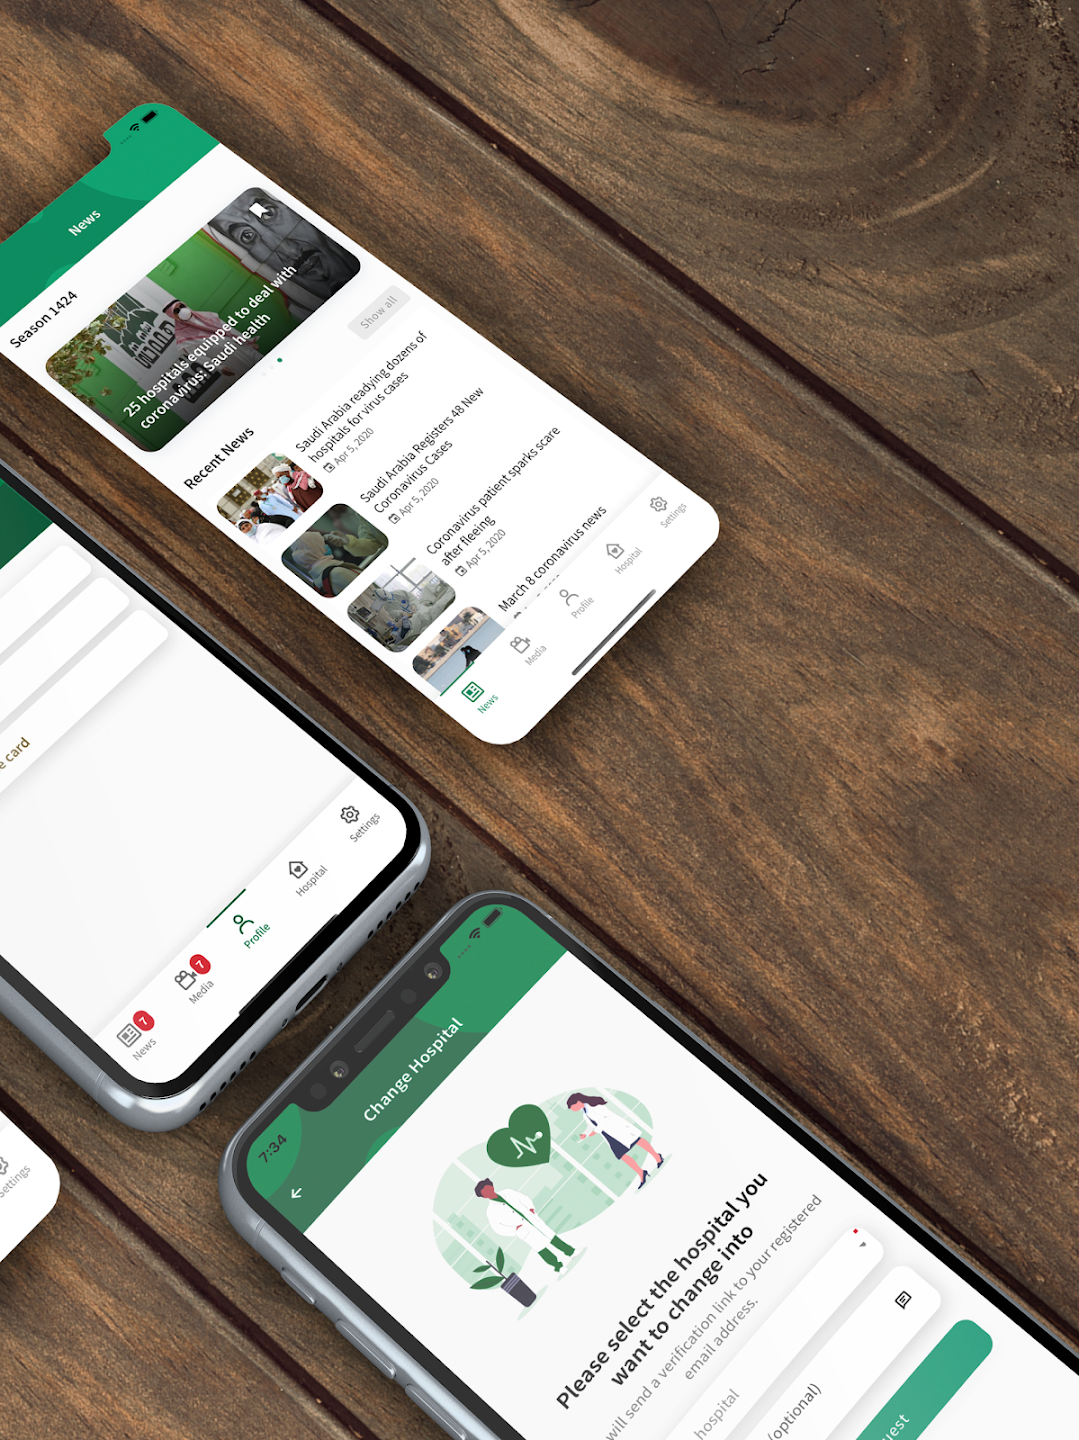 News
Season 1424
25 hospitals equipped to deal with
coronavirus: Saudi health
Show all
Recent News
Saudi Arabia readying dozens of
hospitals for virus cases
Apr 5, 2020
Saudi Arabia Registers 48 New
Coronavirus Cases
Apr 5, 2020
Coronavirus patient sparks scare
after fleeing
Apr 5, 2020
March 8 coronavirus news
News
Media
Profile
Hospital
Settings
card
7
News
7
Media
Profile
Hospital
Settings
Settings
7:34
Change Hospital
Please select the hospital you
want to change into
will send a verification link to your registered
email address.
hospital
(optional)